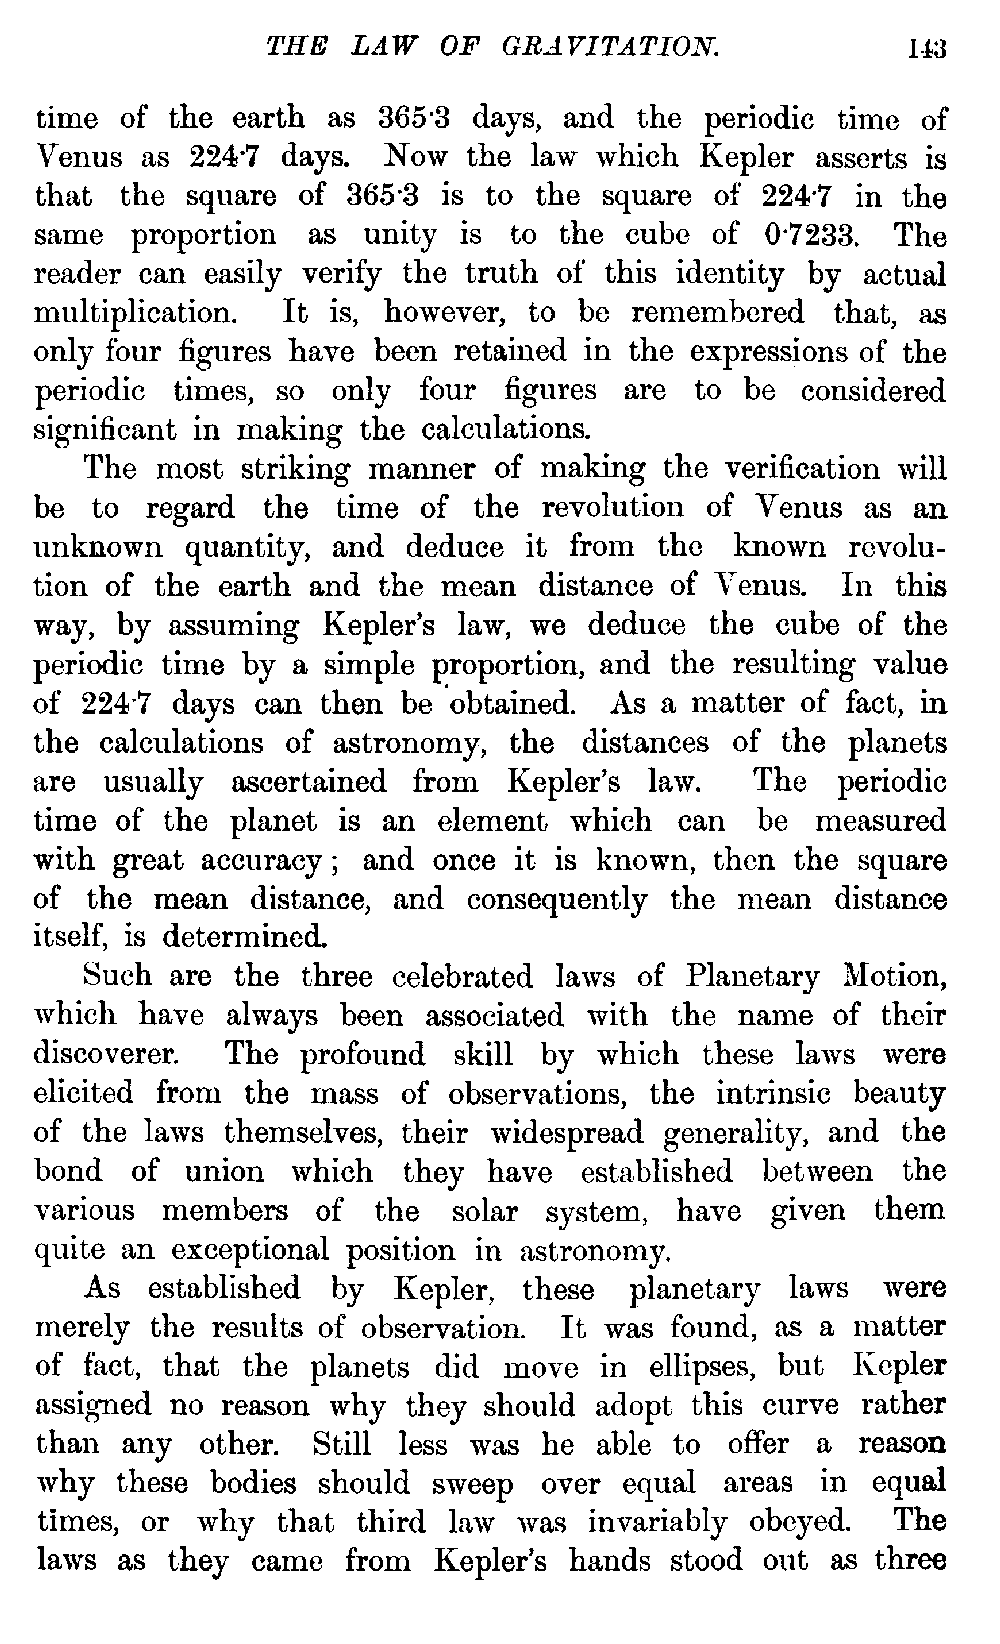 THE LAW OF GRAVITATION. 143
time of the earth as 365·3 days, and the periodic time of
Venus as 224·7 days. Now the law which Kepler asserts is
that the square of 365·3 is to the square of 224·7 in the
same proportion as unity is to the cube of 0·7233. The
reader can easily verify the truth of this identity by actual
multiplication. It is, however, to be remembered that, as
only four figures have been retained in the expressions of the
periodic times, so only four figures are to be considered
significant in making the calculations.
The most striking manner of making the verification will
be to regard the time of the revolution of Venus as an
unknown quantity, and deduce it from the known revolu-
tion of the earth and the mean distance of Venus. In this
way, by assuming Kepler's law, we deduce the cube of the
periodic time by a simple proportion, and the resulting value
of 224·7 days can then be obtained. As a matter of fact, in
the calculations of astronomy, the distances of the planets
are usually ascertained from Kepler's law. The periodic
time of the planet is an element which can be measured
with great accuracy; and once it is known, then the square
of the mean distance, and consequently the mean distance
itself, is determined.
Such are the three celebrated laws of Planetary Motion,
which have always been associated with the name of their
discoverer. The profound skill by which these laws were
elicited from the mass of observations, the intrinsic beauty
of the laws themselves, their widespread generality, and the
bond of union which they have established between the
various members of the solar system, have given them
quite an exceptional position in astronomy.
As established by Kepler, these planetary laws were
merely the results of observation. It was found, as a matter
of fact, that the planets did move in ellipses, but Kepler
assigned no reason why they should adopt this curve rather
than any other. Still less was he able to offer a reason
why these bodies should sweep over equal areas in equal
times, or why that third law was invariably obeyed. The
laws as they came from Kepler's hands stood out as three